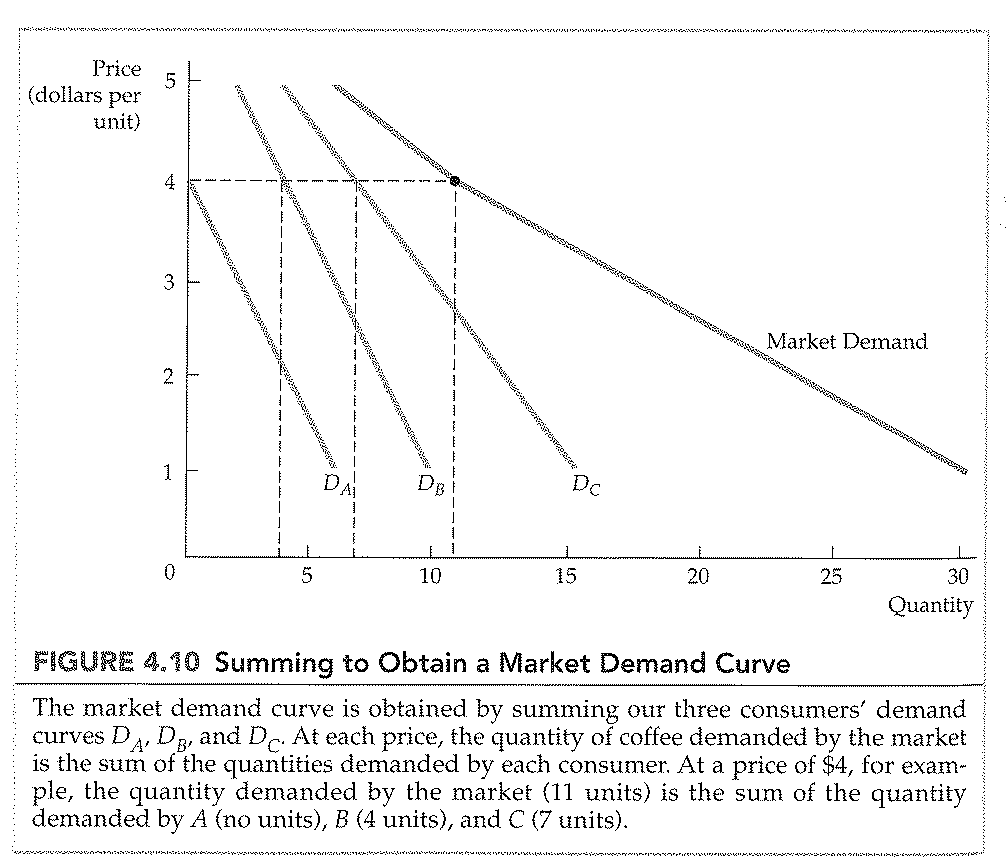 Price
(dollars per
unit)
5
4
3
2
1
0
Market Demand
D_A
D_B
D_C
5
10
15
20
25
30
Quantity
FIGURE 4.10 Summing to Obtain a Market Demand Curve
The market demand curve is obtained by summing our three consumers' demand
curves D_A, D_B, and D_C. At each price, the quantity of coffee demanded by the market
is the sum of the quantities demanded by each consumer. At a price of $4, for exam-
ple, the quantity demanded by the market (11 units) is the sum of the quantity
demanded by A (no units), B (4 units), and C (7 units).